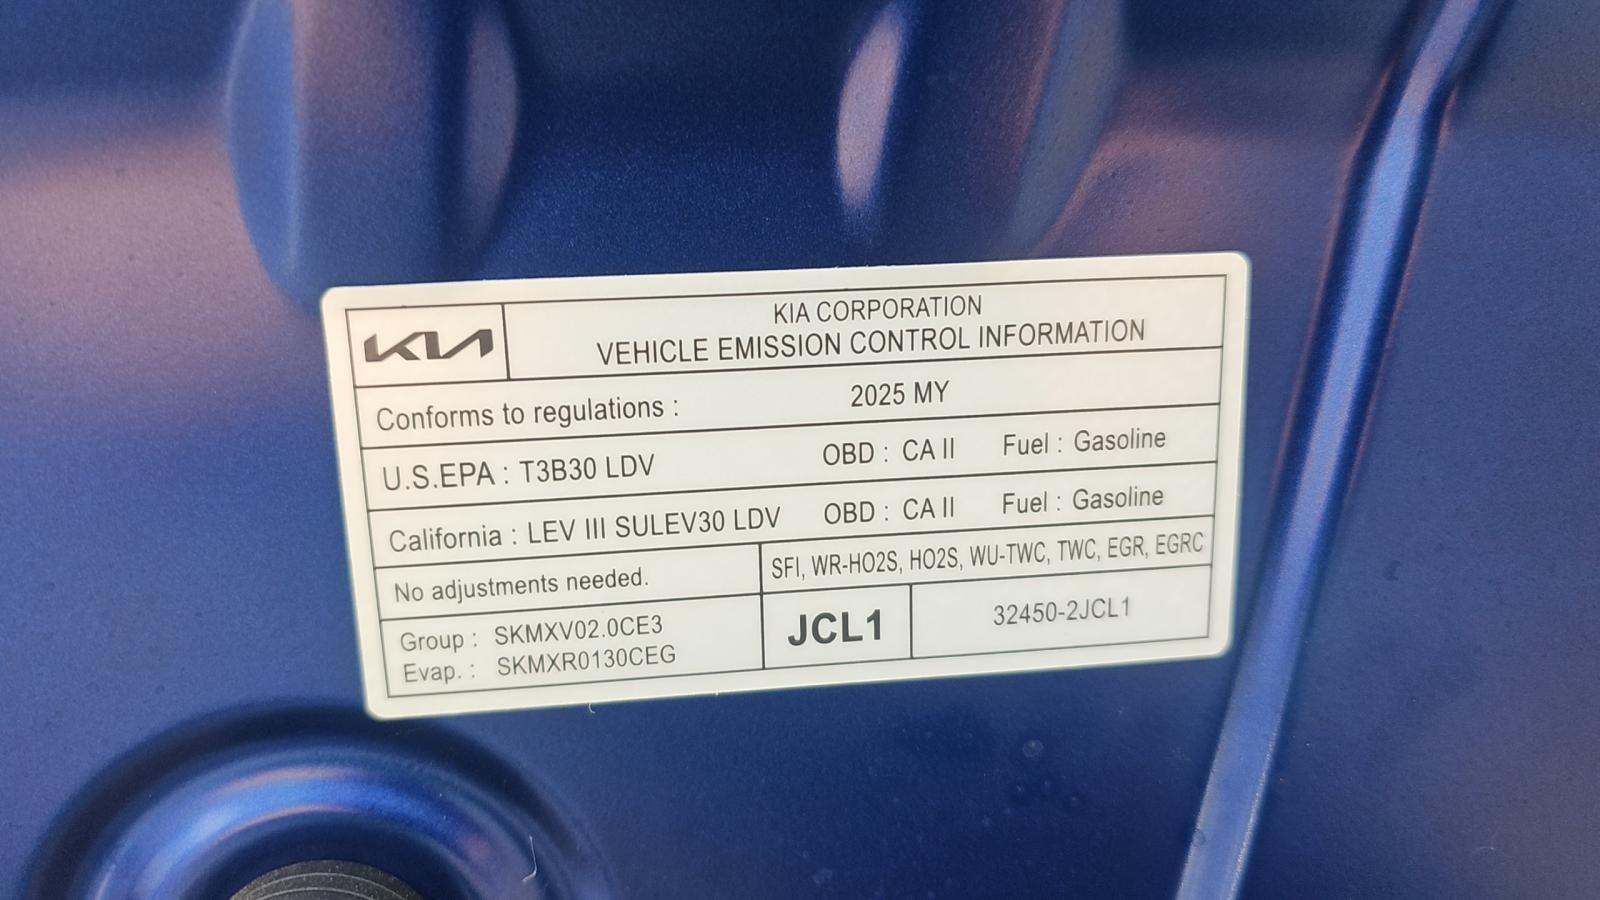 KIA
KIA CORPORATION
VEHICLE EMISSION CONTROL INFORMATION
Conforms to regulations : 2025 MY
U.S.EPA : T3B30 LDV OBD : CA II Fuel : Gasoline
California : LEV III SULEV30 LDV OBD : CA II Fuel : Gasoline
No adjustments needed. SFI, WR-HO2S, HO2S, WU-TWC, TWC, EGR, EGRC
Group : SKMXV02.0CE3
Evap. : SKMXR0130CEG
JCL1
32450-2JCL1